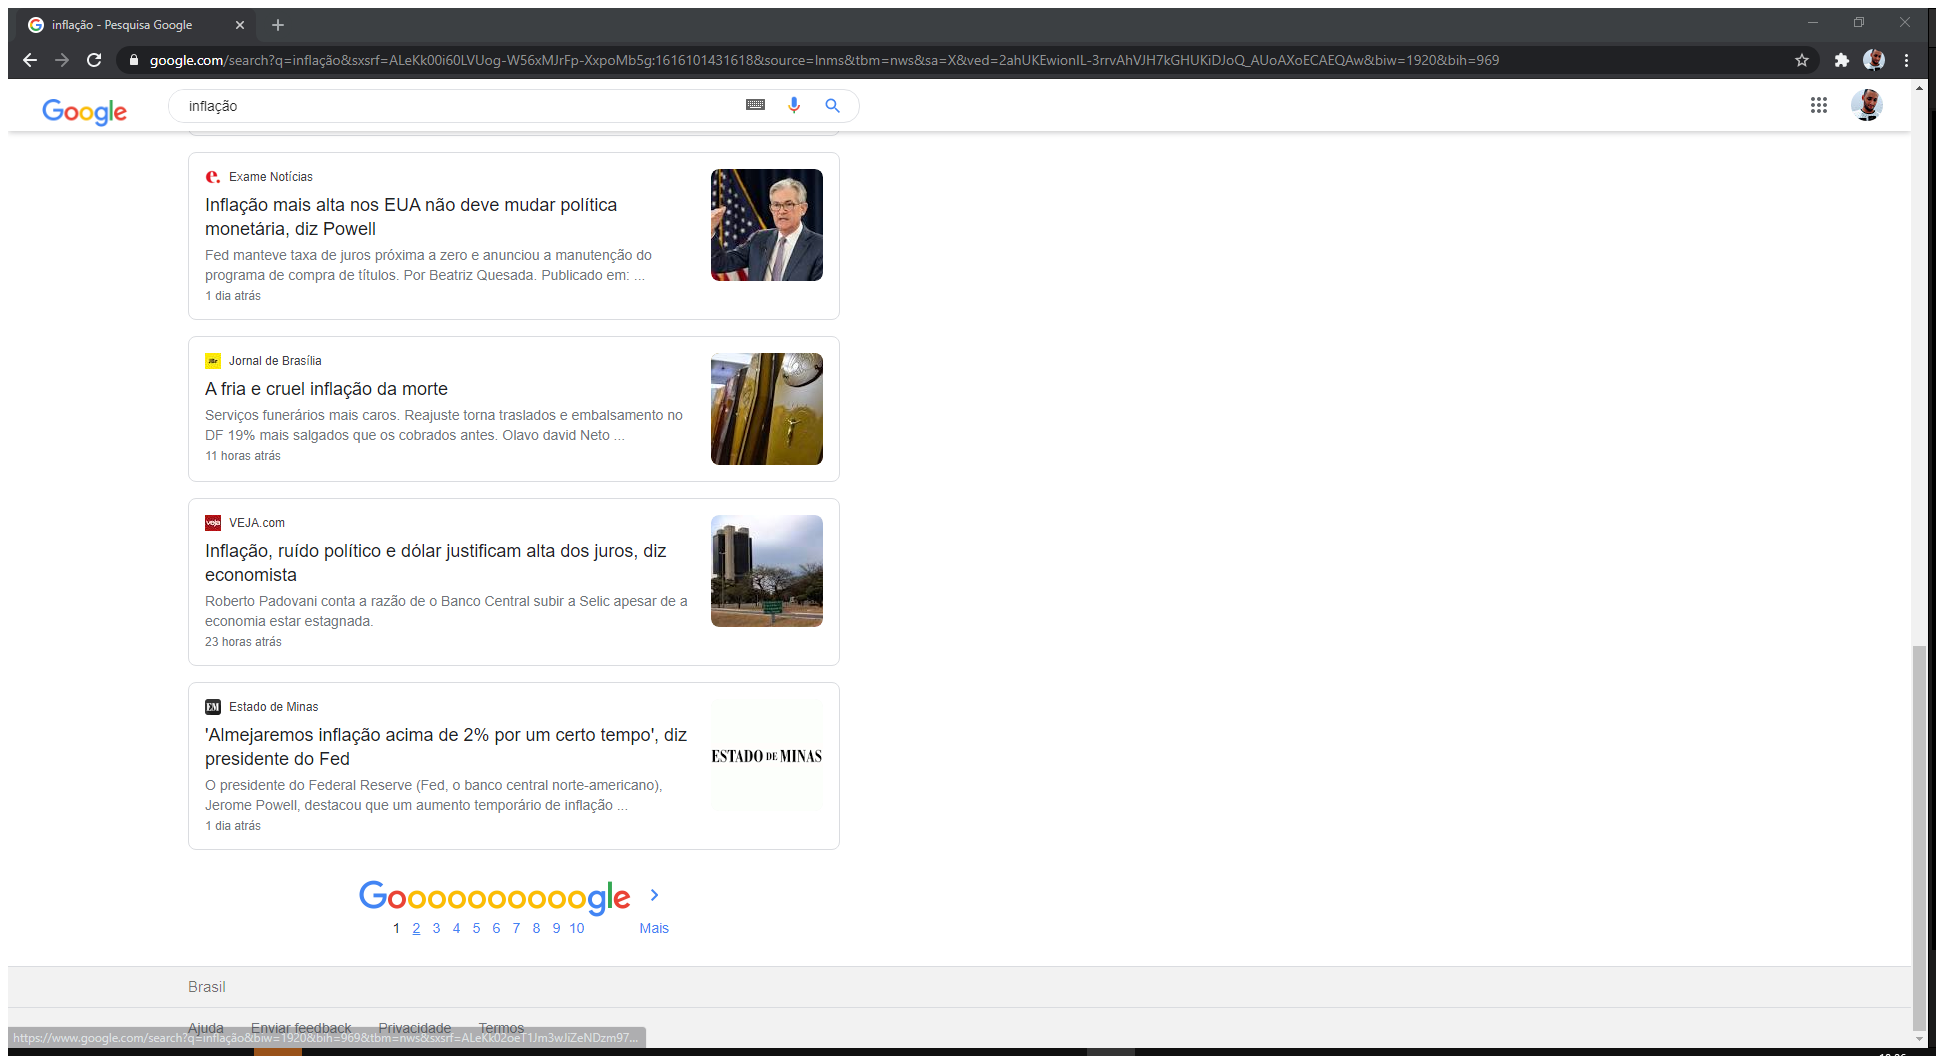 inflação - Pesquisa Google
google.com/search?q=inflação&sxsrf=ALeKk00i60LVUog-W56xMJrFp-XxpoMb5g:1616101431618&source=lnms&tbm=nws&sa=X&ved=2ahUKEwionIL-3rrvAhVJH7kGHUKiDJoQ_AUoAXoECAEQAw&biw=1920&bih=969
Google
inflação
Exame Notícias
Inflação mais alta nos EUA não deve mudar política
monetária, diz Powell
Fed manteve taxa de juros próxima a zero e anunciou a manutenção do
programa de compra de títulos. Por Beatriz Quesada. Publicado em: ...
1 dia atrás
JBr Jornal de Brasília
A fria e cruel inflação da morte
Serviços funerários mais caros. Reajuste torna traslados e embalsamento no
DF 19% mais salgados que os cobrados antes. Olavo david Neto ...
11 horas atrás
veja VEJA.com
Inflação, ruído político e dólar justificam alta dos juros, diz
economista
Roberto Padovani conta a razão de o Banco Central subir a Selic apesar de a
economia estar estagnada.
23 horas atrás
EM Estado de Minas
'Almejaremos inflação acima de 2% por um certo tempo', diz
presidente do Fed
O presidente do Federal Reserve (Fed, o banco central norte-americano),
Jerome Powell, destacou que um aumento temporário de inflação ...
1 dia atrás
ESTADO DE MINAS
Goooooooooogle
1 2 3 4 5 6 7 8 9 10 Mais
Brasil
Ajuda Enviar feedback Privacidade Termos
https://www.google.com/search?q=inflação&biw=1920&bih=969&tbm=nws&sxsrf=ALeKk02oeT1Jm3wJiZeNDzm97...